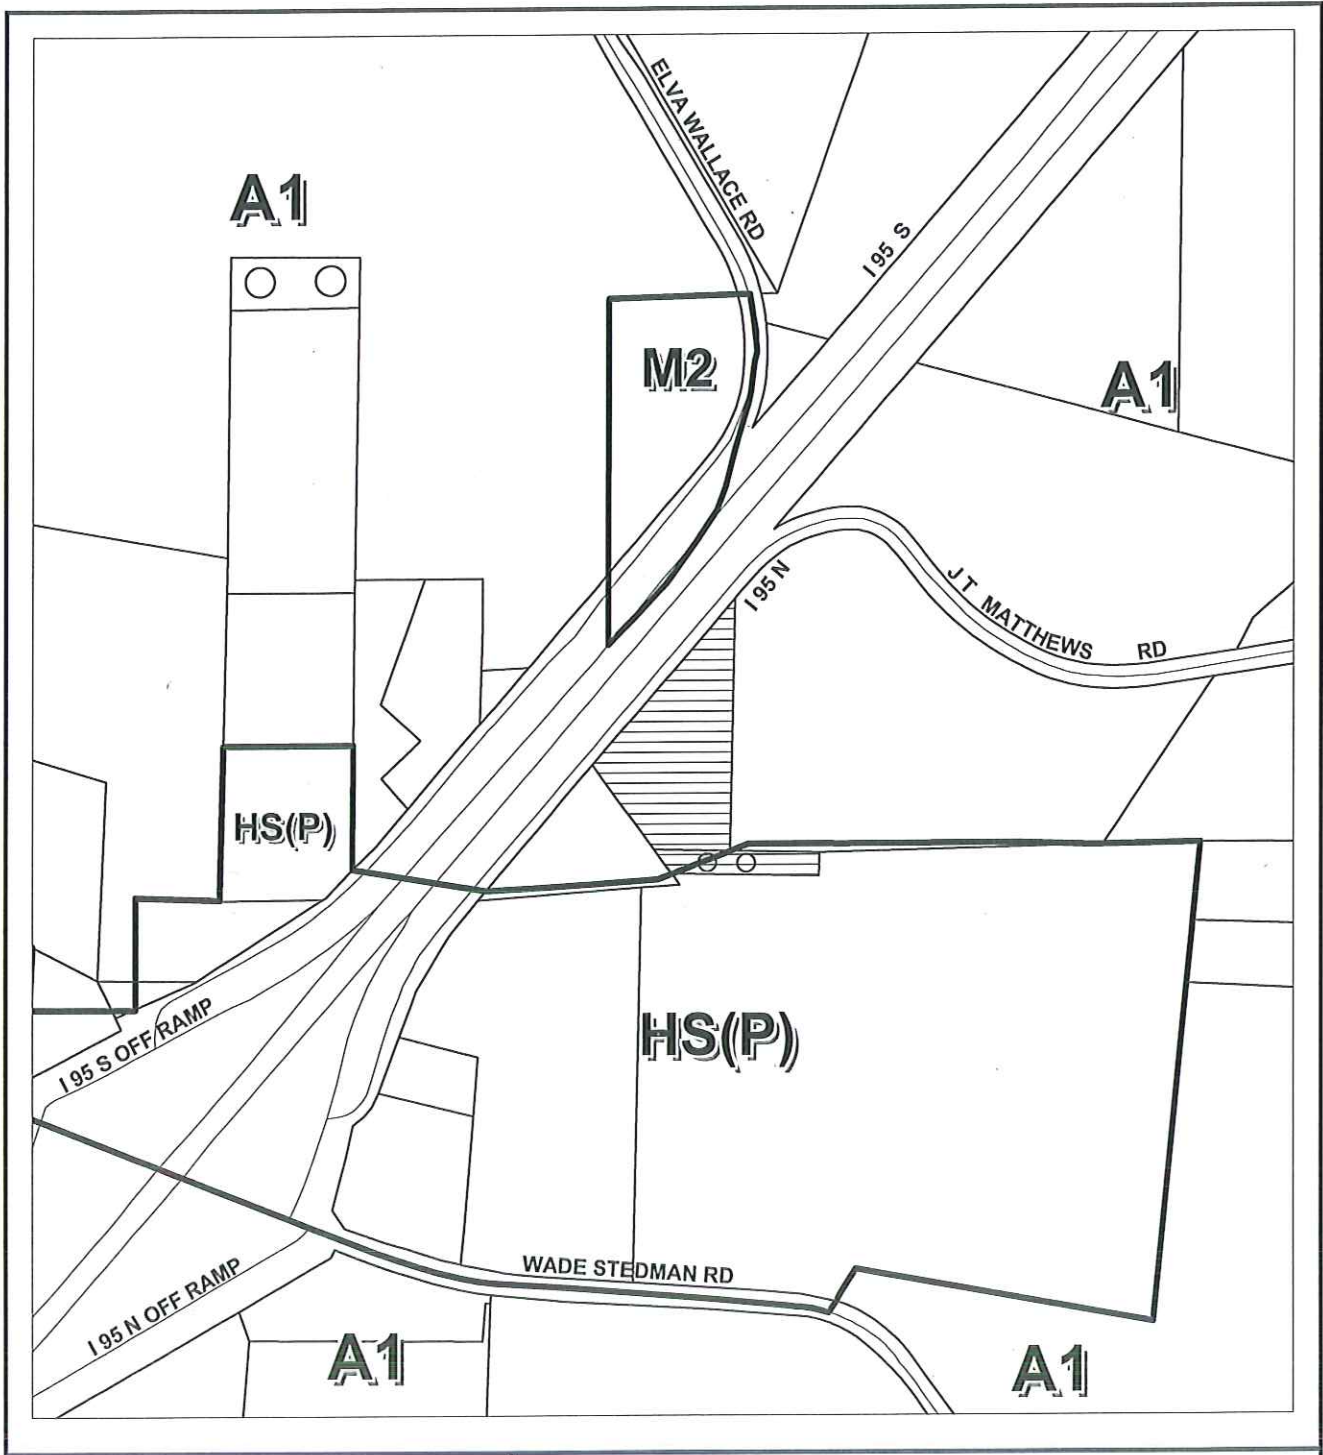 ELVA WALLACE RD
A1
I 95 S
M2
A1
I 95 N
J T MATTHEWS RD
HS(P)
HS(P)
I 95 S OFF RAMP
WADE STEDMAN RD
I 95 N OFF RAMP
A1
A1